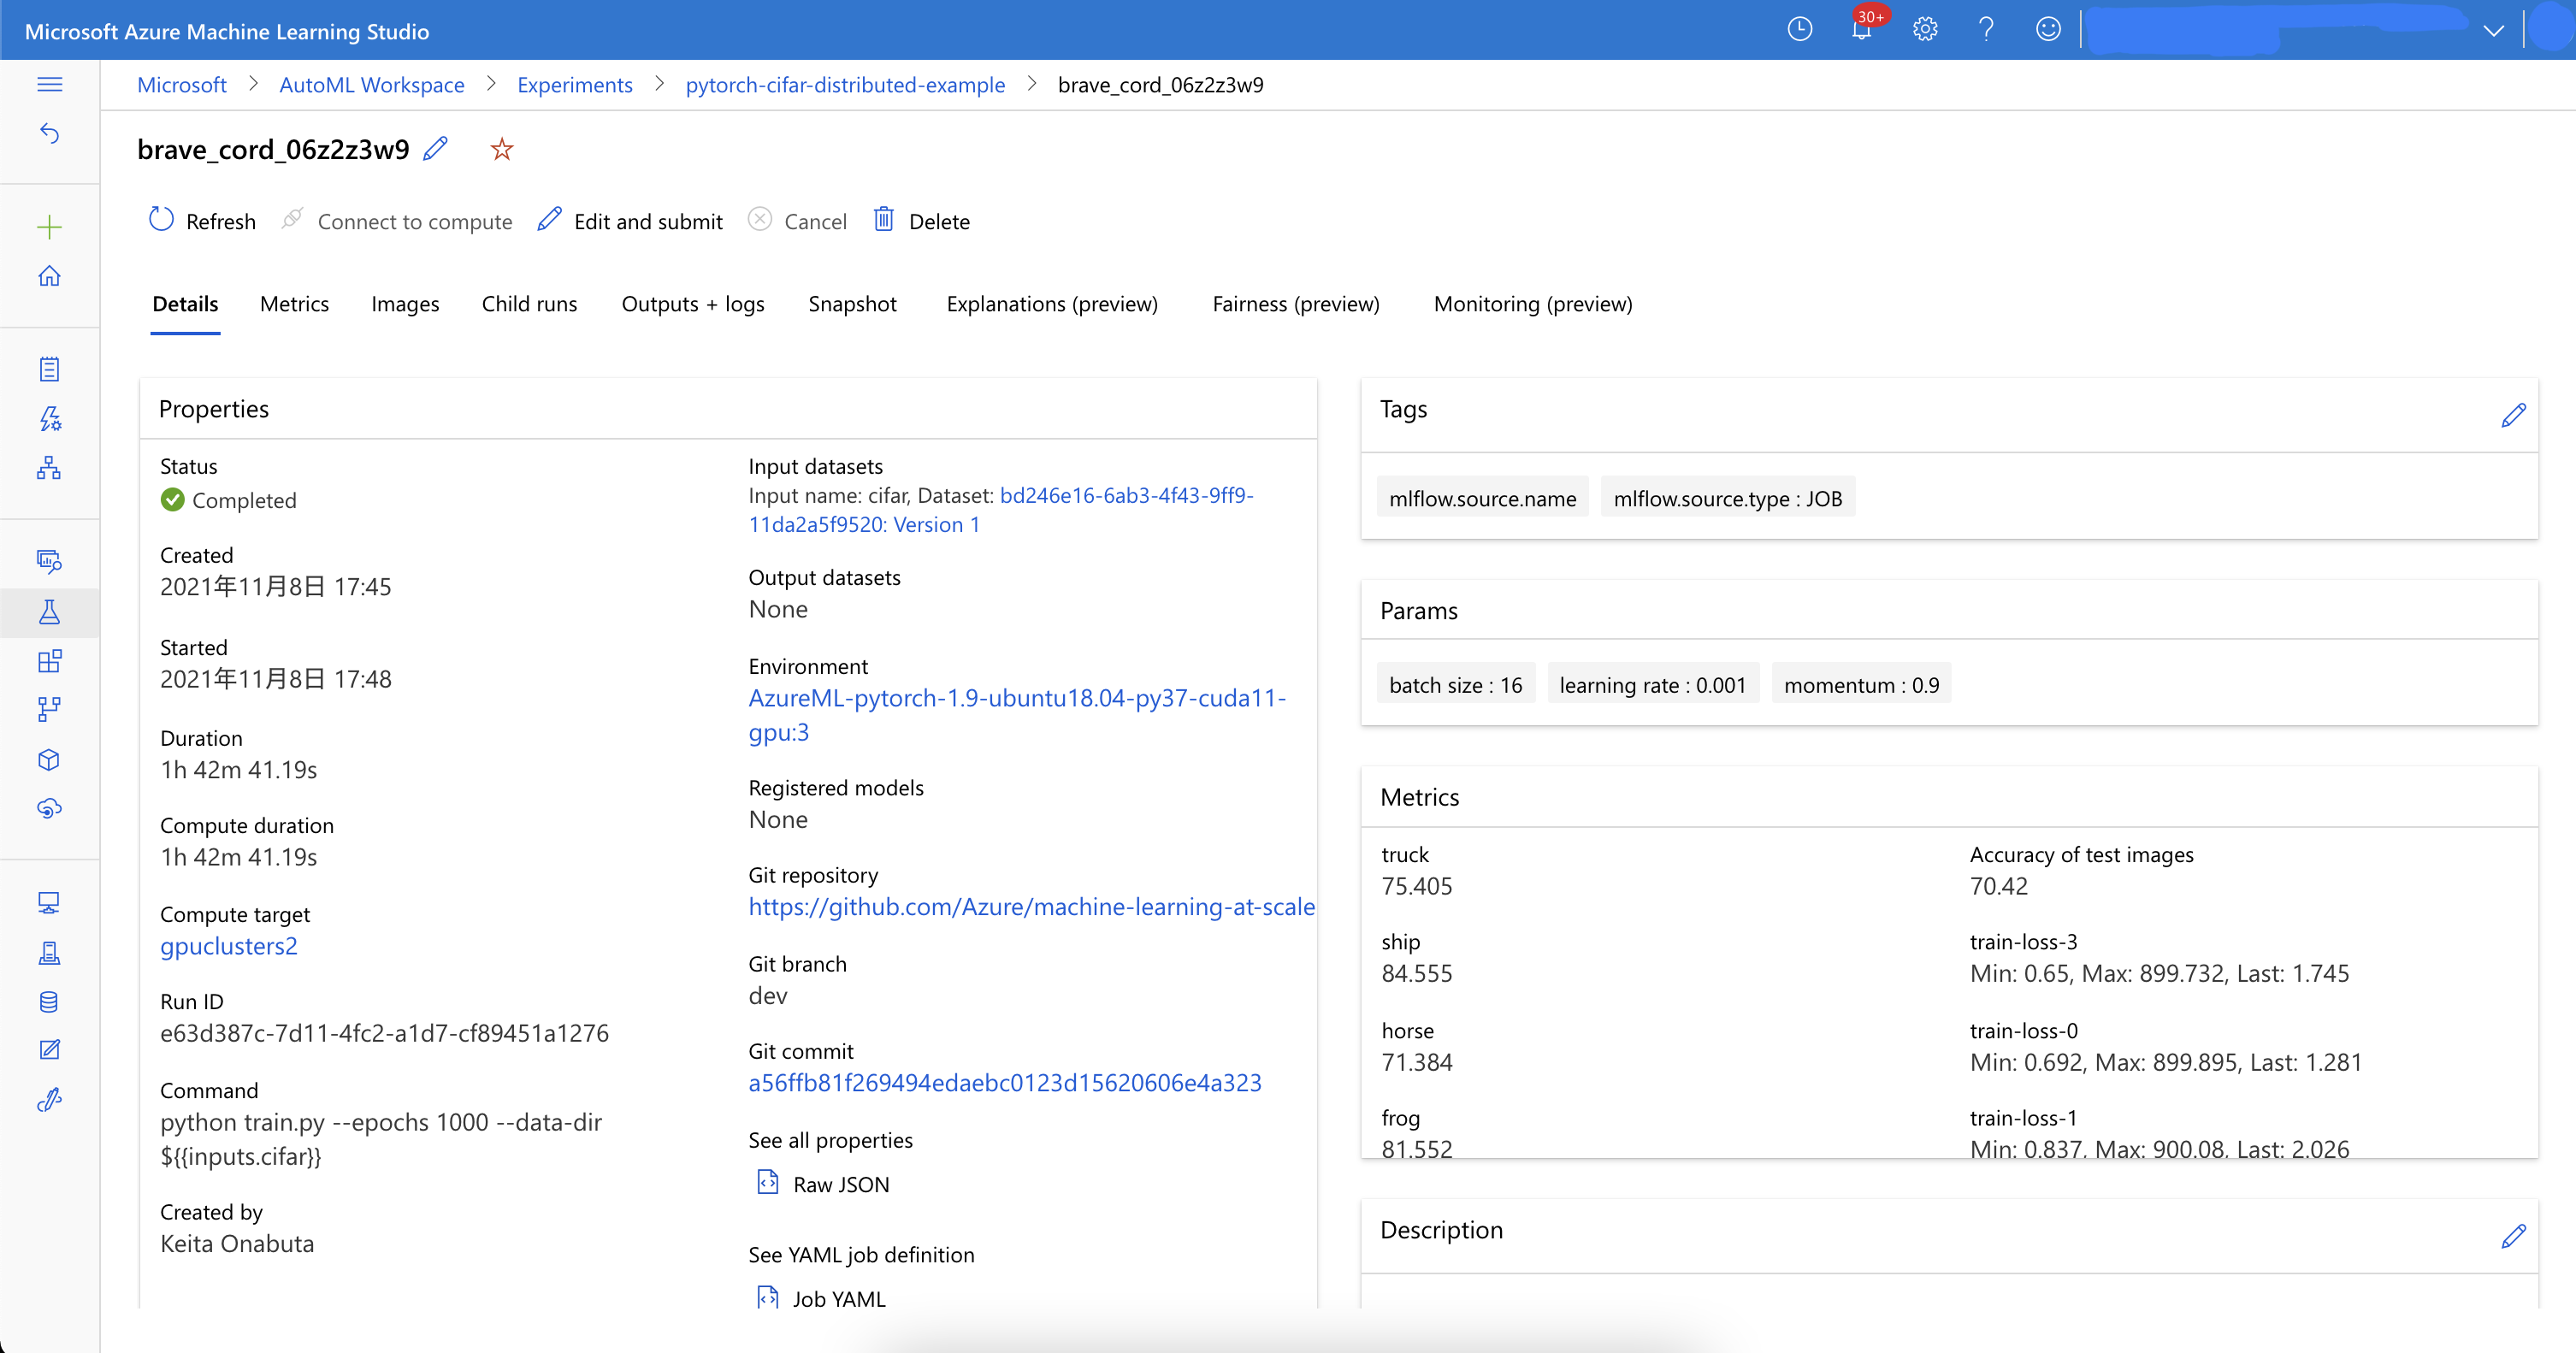 Microsoft Azure Machine Learning Studio
30+
Microsoft > AutoML Workspace > Experiments > pytorch-cifar-distributed-example > brave_cord_06z2z3w9
brave_cord_06z2z3w9
Refresh Connect to compute Edit and submit Cancel Delete
Details Metrics Images Child runs Outputs + logs Snapshot Explanations (preview) Fairness (preview) Monitoring (preview)
Properties
Status
Completed
Created
2021年11月8日 17:45
Started
2021年11月8日 17:48
Duration
1h 42m 41.19s
Compute duration
1h 42m 41.19s
Compute target
gpuclusters2
Run ID
e63d387c-7d11-4fc2-a1d7-cf89451a1276
Command
python train.py --epochs 1000 --data-dir
${{inputs.cifar}}
Created by
Keita Onabuta
Input datasets
Input name: cifar, Dataset: bd246e16-6ab3-4f43-9ff9-
11da2a5f9520: Version 1
Output datasets
None
Environment
AzureML-pytorch-1.9-ubuntu18.04-py37-cuda11-
gpu:3
Registered models
None
Git repository
https://github.com/Azure/machine-learning-at-scale
Git branch
dev
Git commit
a56ffb81f269494edaebc0123d15620606e4a323
See all properties
Raw JSON
See YAML job definition
Job YAML
Tags
mlflow.source.name mlflow.source.type : JOB
Params
batch size : 16 learning rate : 0.001 momentum : 0.9
Metrics
truck
75.405
ship
84.555
horse
71.384
frog
81.552
Accuracy of test images
70.42
train-loss-3
Min: 0.65, Max: 899.732, Last: 1.745
train-loss-0
Min: 0.692, Max: 899.895, Last: 1.281
train-loss-1
Min: 0.837, Max: 900.08, Last: 2.026
Description